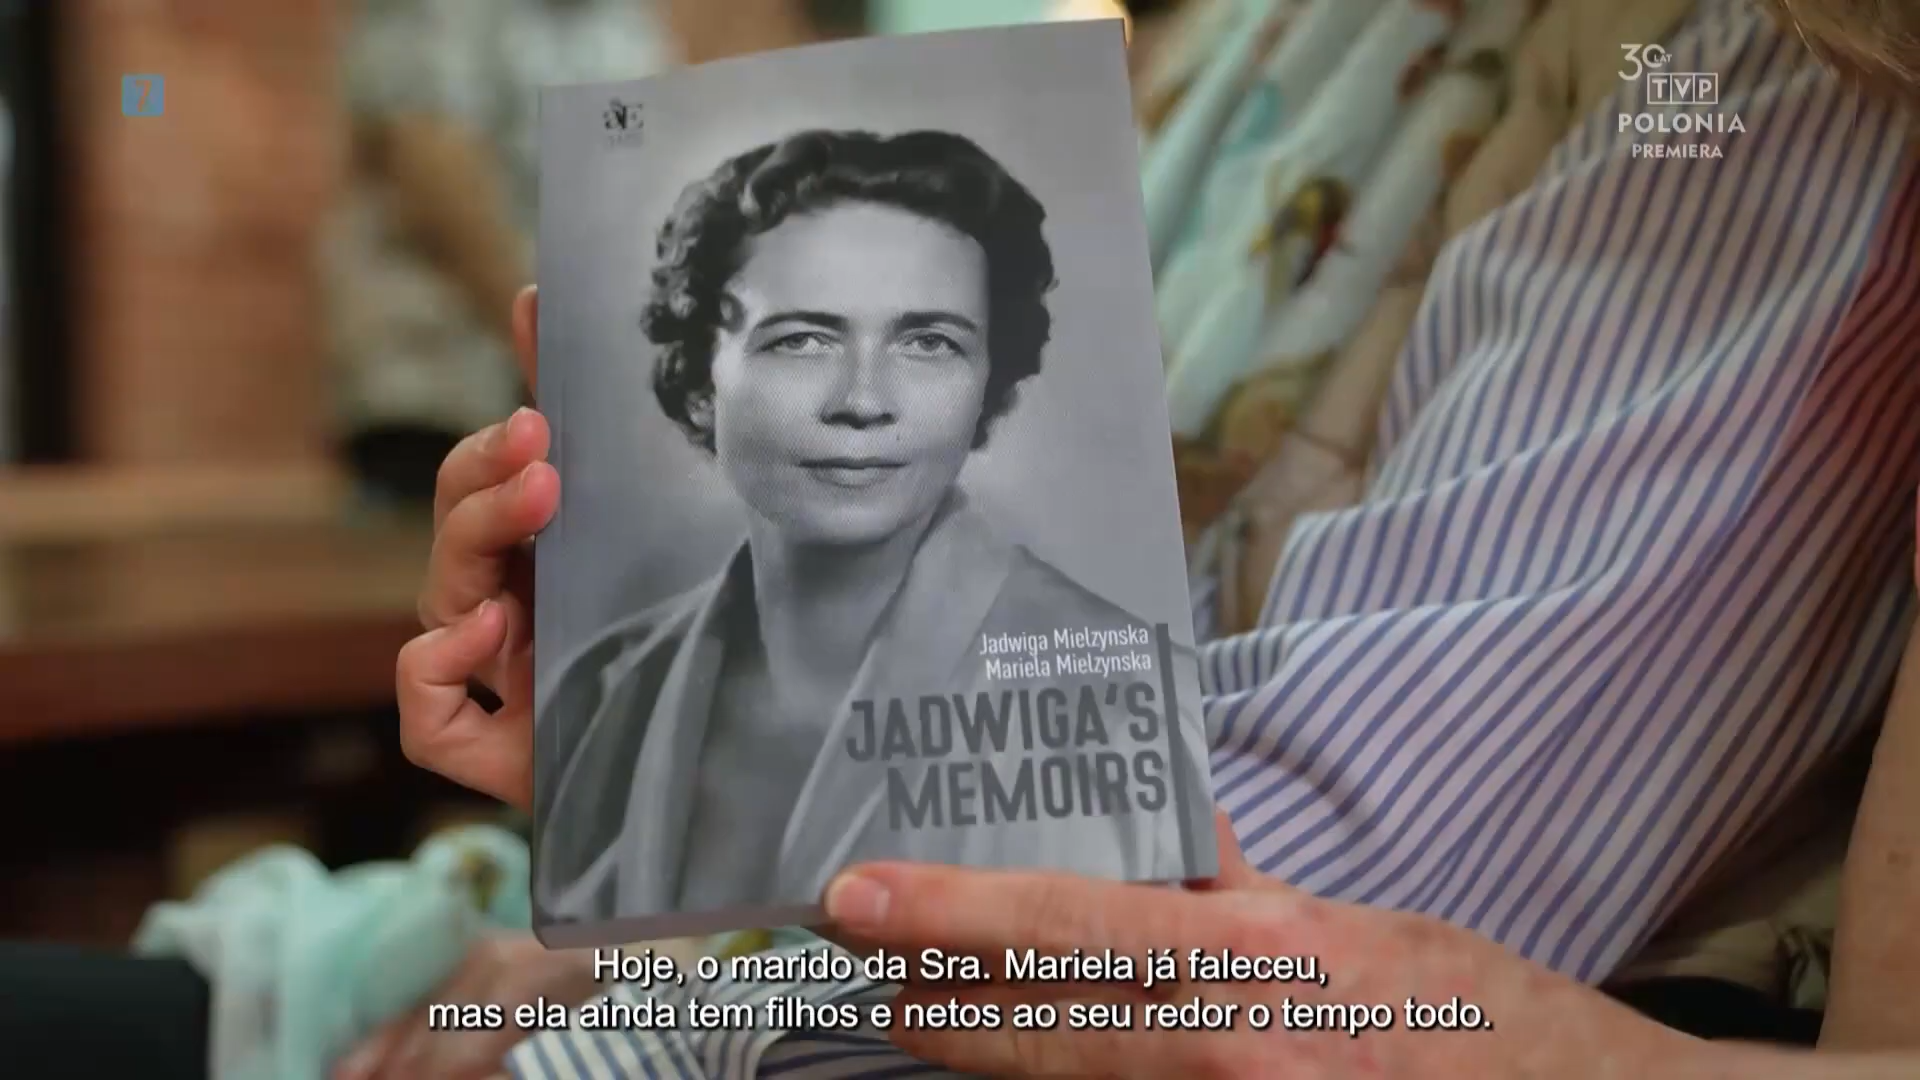 7
30 LAT
TVP
POLONIA
PREMIERA
Jadwiga Mielzynska
Mariela Mielzynska
JADWIGA'S
MEMOIRS
Hoje, o marido da Sra. Mariela já faleceu,
mas ela ainda tem filhos e netos ao seu redor o tempo todo.